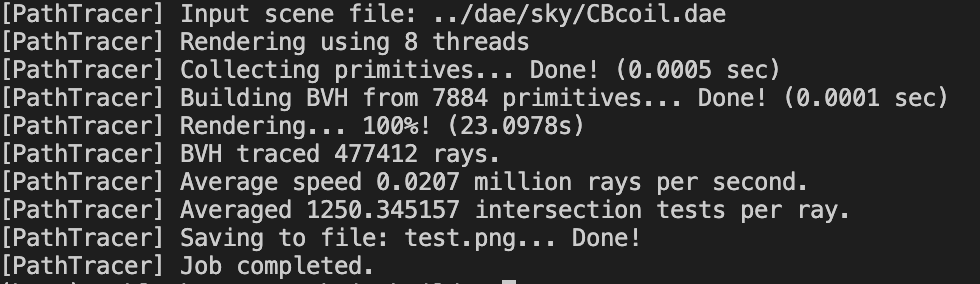 [PathTracer] Input scene file: ../dae/sky/CBcoil.dae
[PathTracer] Rendering using 8 threads
[PathTracer] Collecting primitives... Done! (0.0005 sec)
[PathTracer] Building BVH from 7884 primitives... Done! (0.0001 sec)
[PathTracer] Rendering... 100%! (23.0978s)
[PathTracer] BVH traced 477412 rays.
[PathTracer] Average speed 0.0207 million rays per second.
[PathTracer] Averaged 1250.345157 intersection tests per ray.
[PathTracer] Saving to file: test.png... Done!
[PathTracer] Job completed.